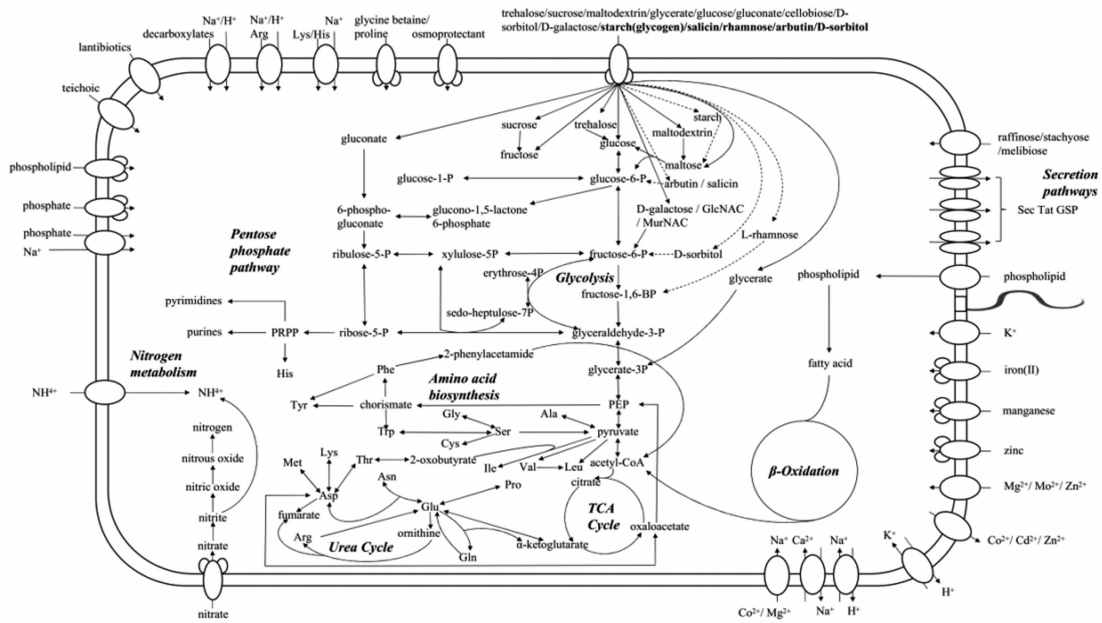 trehalose/sucrose/maltodextrin/glycerate/glucose/gluconate/cellobiose/D-
sorbitol/D-galactose/starch(glycogen)/salicin/rhamnose/arbutin/D-sorbitol
Na⁺/H⁺
decarboxylates
Na⁺/H⁺
Arg
Na⁺
Lys/His
glycine betaine/
proline
osmoprotectant
lantibiotics
teichoic
phospholipid
phosphate
phosphate
Na⁺
NH⁴⁺
gluconate
sucrose
fructose
trehalose
glucose
maltodextrin
starch
maltose
glucose-1-P
glucose-6-P
arbutin / salicin
6-phospho-
gluconate
glucono-1,5-lactone
6-phosphate
D-galactose / GlcNAC
/ MurNAC
L-rhamnose
Pentose
phosphate
pathway
ribulose-5-P
xylulose-5P
fructose-6-P
D-sorbitol
erythrose-4P
Glycolysis
glycerate
fructose-1,6-BP
sedo-heptulose-7P
pyrimidines
purines
PRPP
ribose-5-P
glyceraldehyde-3-P
His
Nitrogen
metabolism
NH⁴⁺
nitrogen
nitrous oxide
nitric oxide
nitrite
nitrate
nitrate
2-phenylacetamide
Phe
Amino acid
biosynthesis
glycerate-3P
Tyr
chorismate
PEP
Gly
Ala
Trp
Ser
pyruvate
Cys
Lys
Met
Thr
2-oxobutyrate
Ile
Val
Leu
acetyl-CoA
Asn
Pro
citrate
Asp
Glu
TCA
Cycle
fumarate
oxaloacetate
Arg
ornithine
Urea Cycle
Gln
α-ketoglutarate
phospholipid
fatty acid
β-Oxidation
raffinose/stachyose
/melibiose
Secretion
pathways
Sec Tat GSP
phospholipid
K⁺
iron(II)
manganese
zinc
Mg²⁺/ Mo²⁺/ Zn²⁺
Co²⁺/ Cd²⁺/ Zn²⁺
K⁺
H⁺
Na⁺
Ca²⁺
Na⁺
Co²⁺/ Mg²⁺
Na⁺
H⁺